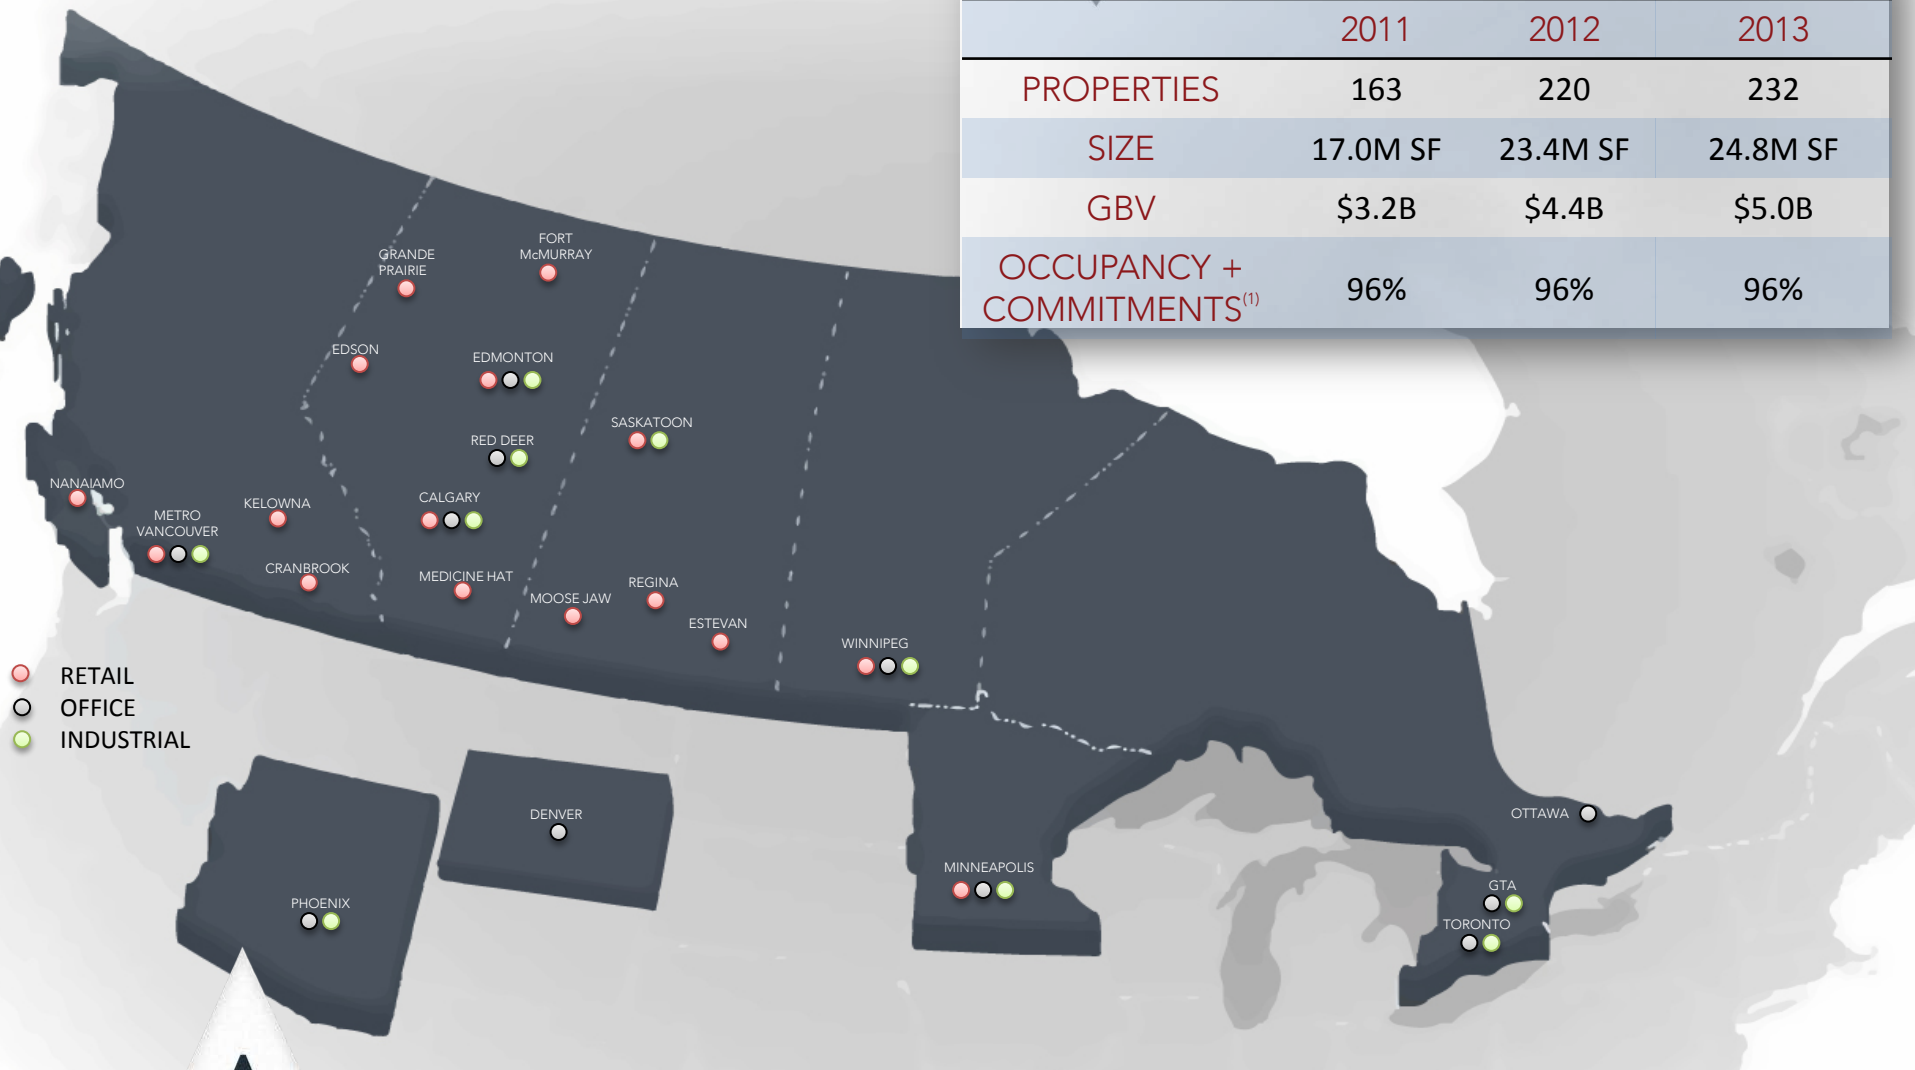 2011 2012 2013
PROPERTIES 163 220 232
SIZE 17.0M SF 23.4M SF 24.8M SF
GBV $3.2B $4.4B $5.0B
OCCUPANCY +
COMMITMENTS(1) 96% 96% 96%
FORT
McMURRAY
GRANDE
PRAIRIE
EDSON
EDMONTON
SASKATOON
RED DEER
NANAIAMO
CALGARY
KELOWNA
METRO
VANCOUVER
CRANBROOK
MEDICINE HAT
REGINA
MOOSE JAW
ESTEVAN
WINNIPEG
RETAIL
OFFICE
INDUSTRIAL
DENVER
OTTAWA
MINNEAPOLIS
GTA
PHOENIX
TORONTO